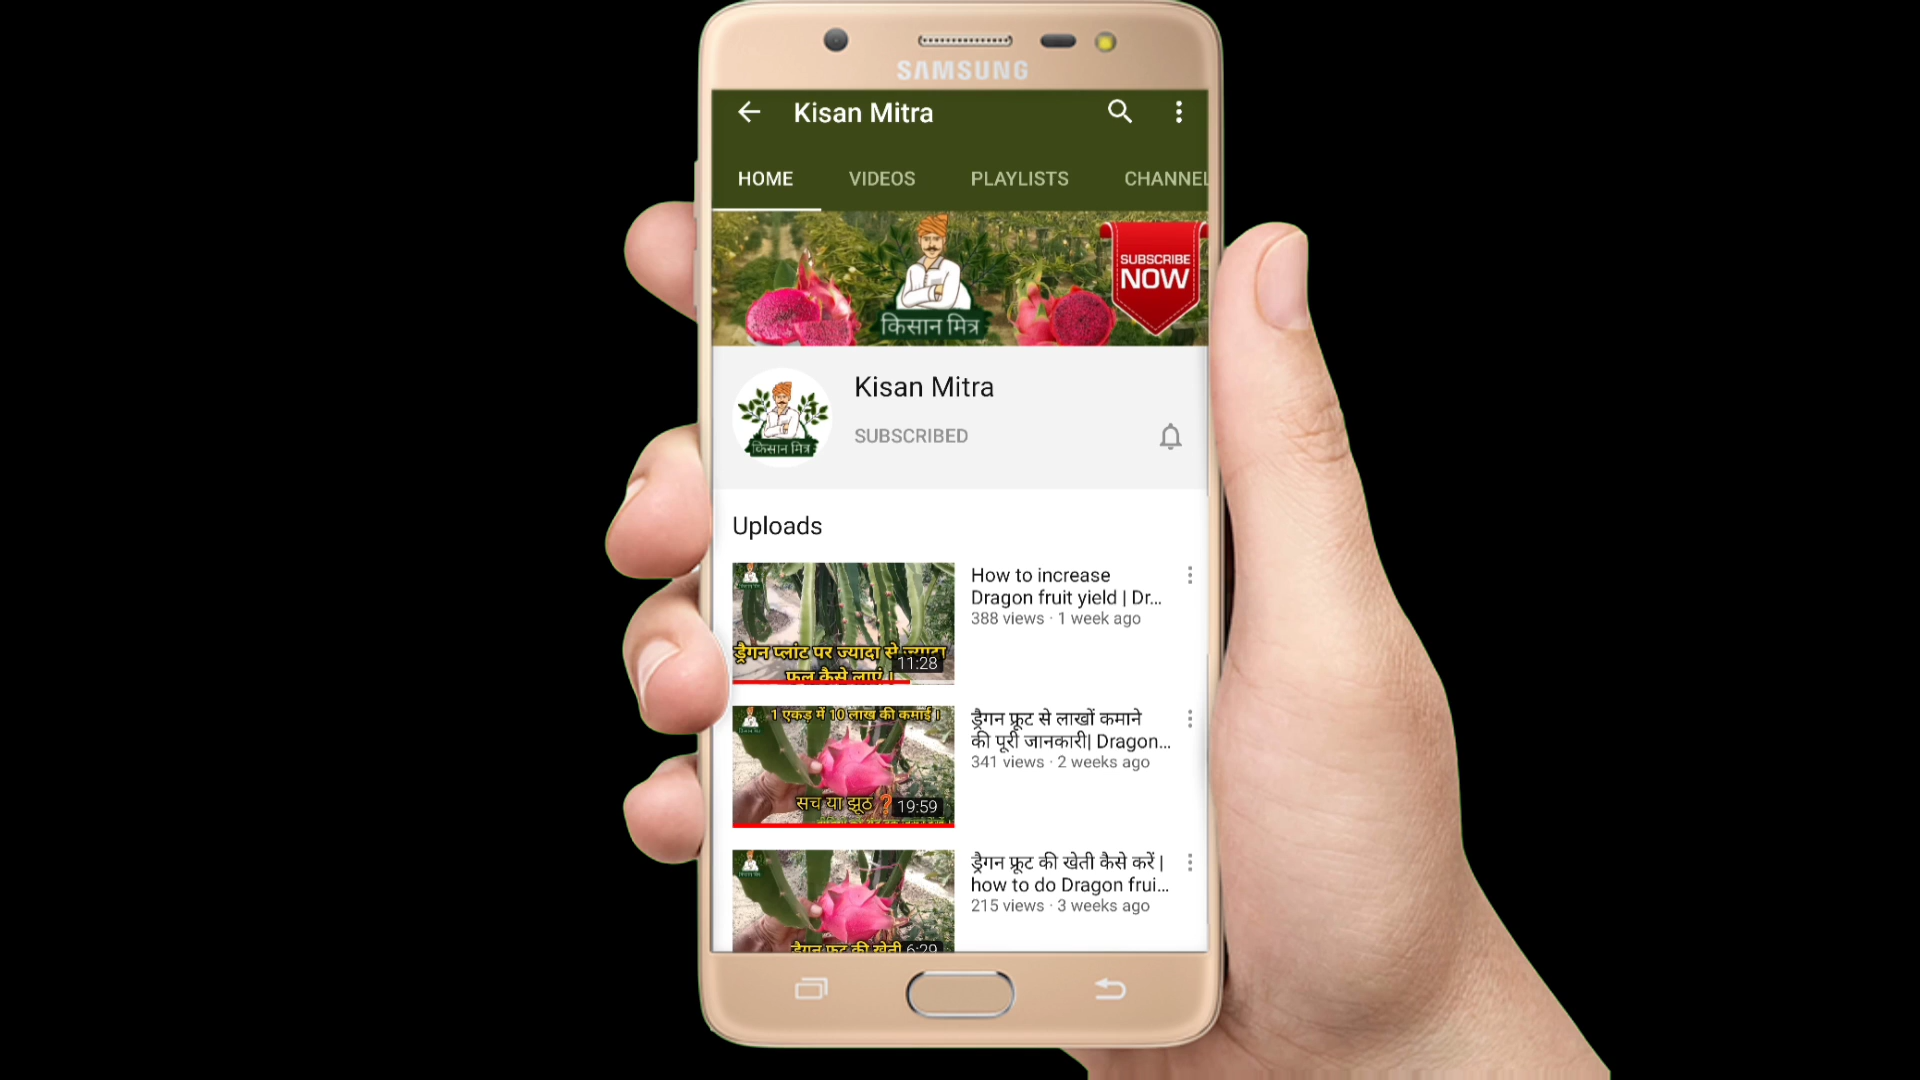 SAMSUNG
Kisan Mitra
HOME VIDEOS PLAYLISTS CHANNEL
SUBSCRIBE
NOW
किसान मित्र
Kisan Mitra
किसान मित्र
SUBSCRIBED
Uploads
How to increase
Dragon fruit yield | Dr...
388 views · 1 week ago
ड्रैगन प्लांट पर ज्यादा से ज्यादा
11:28
फल कैसे लाएं।
1 एकड़ में 10 लाख की कमाई।
ड्रैगन फ्रूट से लाखों कमाने
की पूरी जानकारी| Dragon...
341 views · 2 weeks ago
सच या झूठ ?
19:59
ड्रैगन फ्रूट की खेती कैसे करें |
how to do Dragon frui...
215 views · 3 weeks ago
ड्रैगन फ्रूट की खेती
6:29